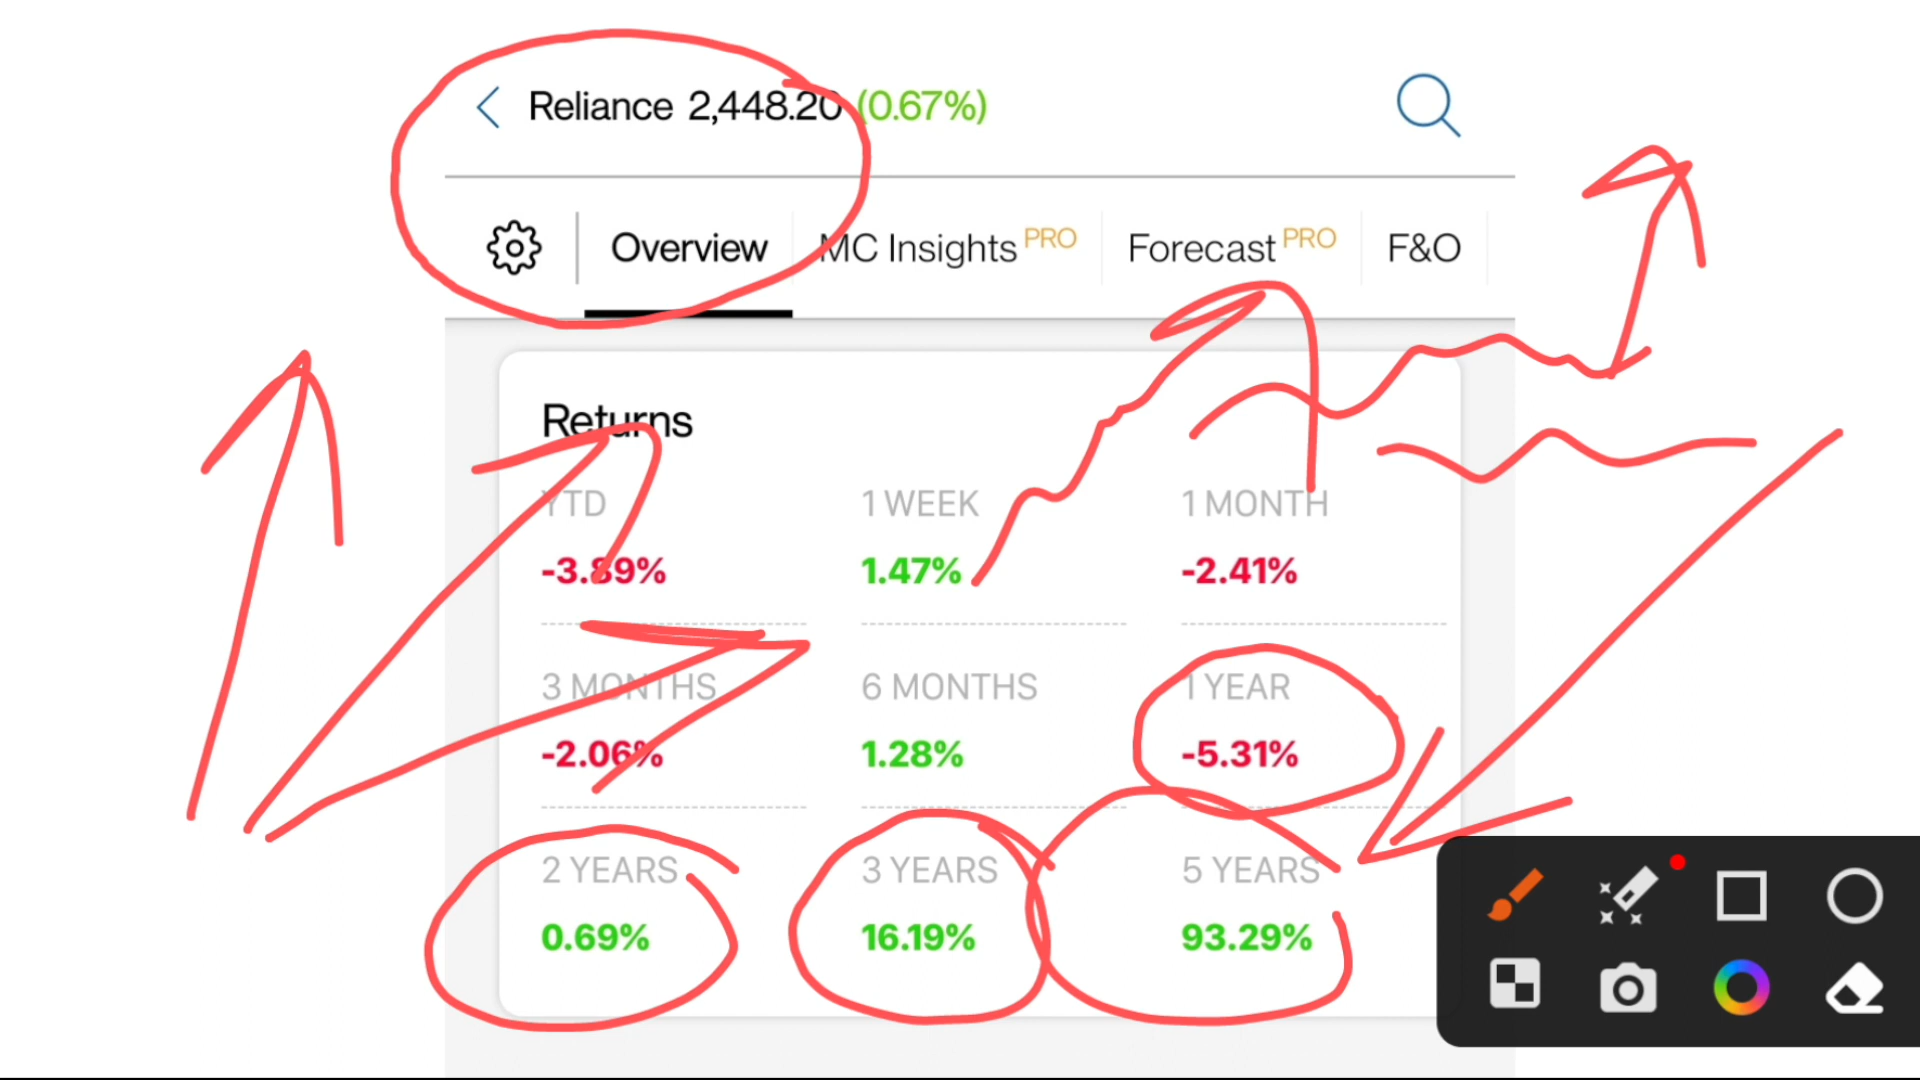 Reliance 2,448.20 (0.67%)
Overview MC Insights PRO Forecast PRO F&O
Returns
YTD 1 WEEK 1 MONTH
-3.89% 1.47% -2.41%
3 MONTHS 6 MONTHS 1 YEAR
-2.06% 1.28% -5.31%
2 YEARS 3 YEARS 5 YEARS
0.69% 16.19% 93.29%